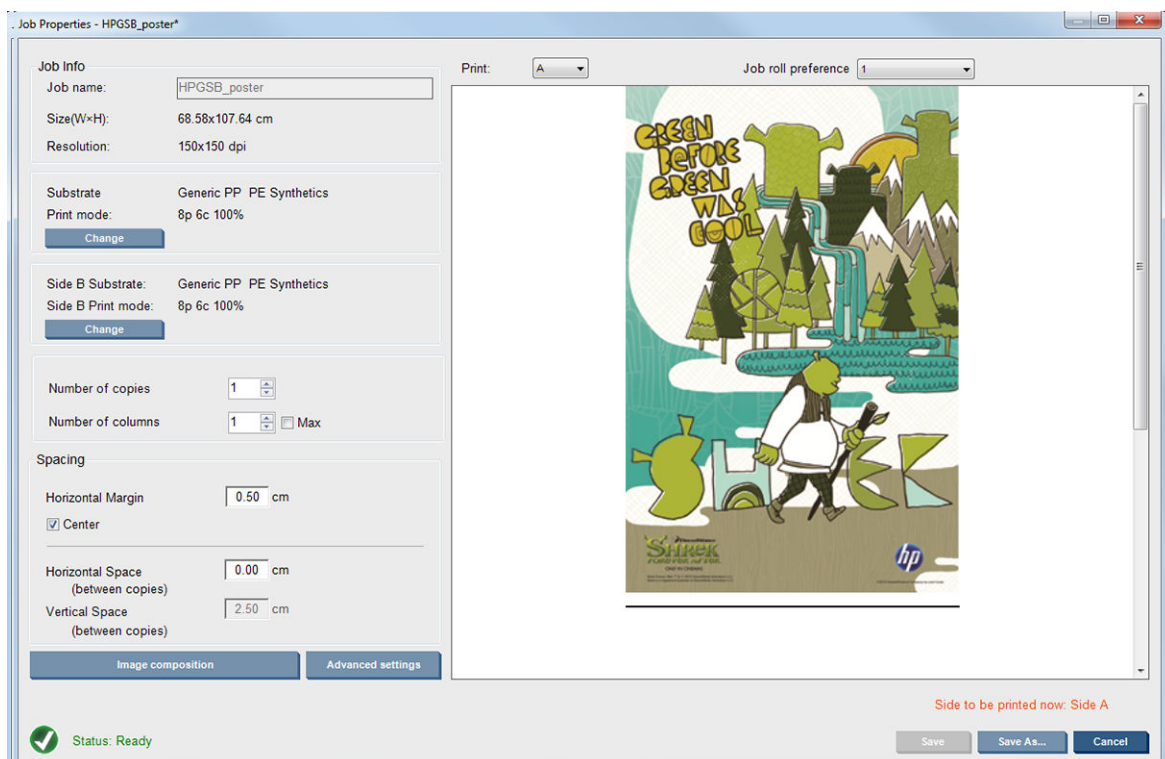 Job Properties - HPGSB_poster*
Job Info
Job name: HPGSB_poster
Size(W×H): 68.58x107.64 cm
Resolution: 150x150 dpi
Substrate Generic PP PE Synthetics
Print mode: 8p 6c 100%
Change
Side B Substrate: Generic PP PE Synthetics
Side B Print mode: 8p 6c 100%
Change
Number of copies 1
Number of columns 1 Max
Spacing
Horizontal Margin 0.50 cm
Center
Horizontal Space 0.00 cm
(between copies)
Vertical Space 2.50 cm
(between copies)
Image composition Advanced settings
Print: A Job roll preference 1
GREEN
BEFORE
GREEN
WAS
COOL
SHREK
DreamWorks
SHREK
FOREVER AFTER
hp
Side to be printed now: Side A
Status: Ready
Save Save As... Cancel